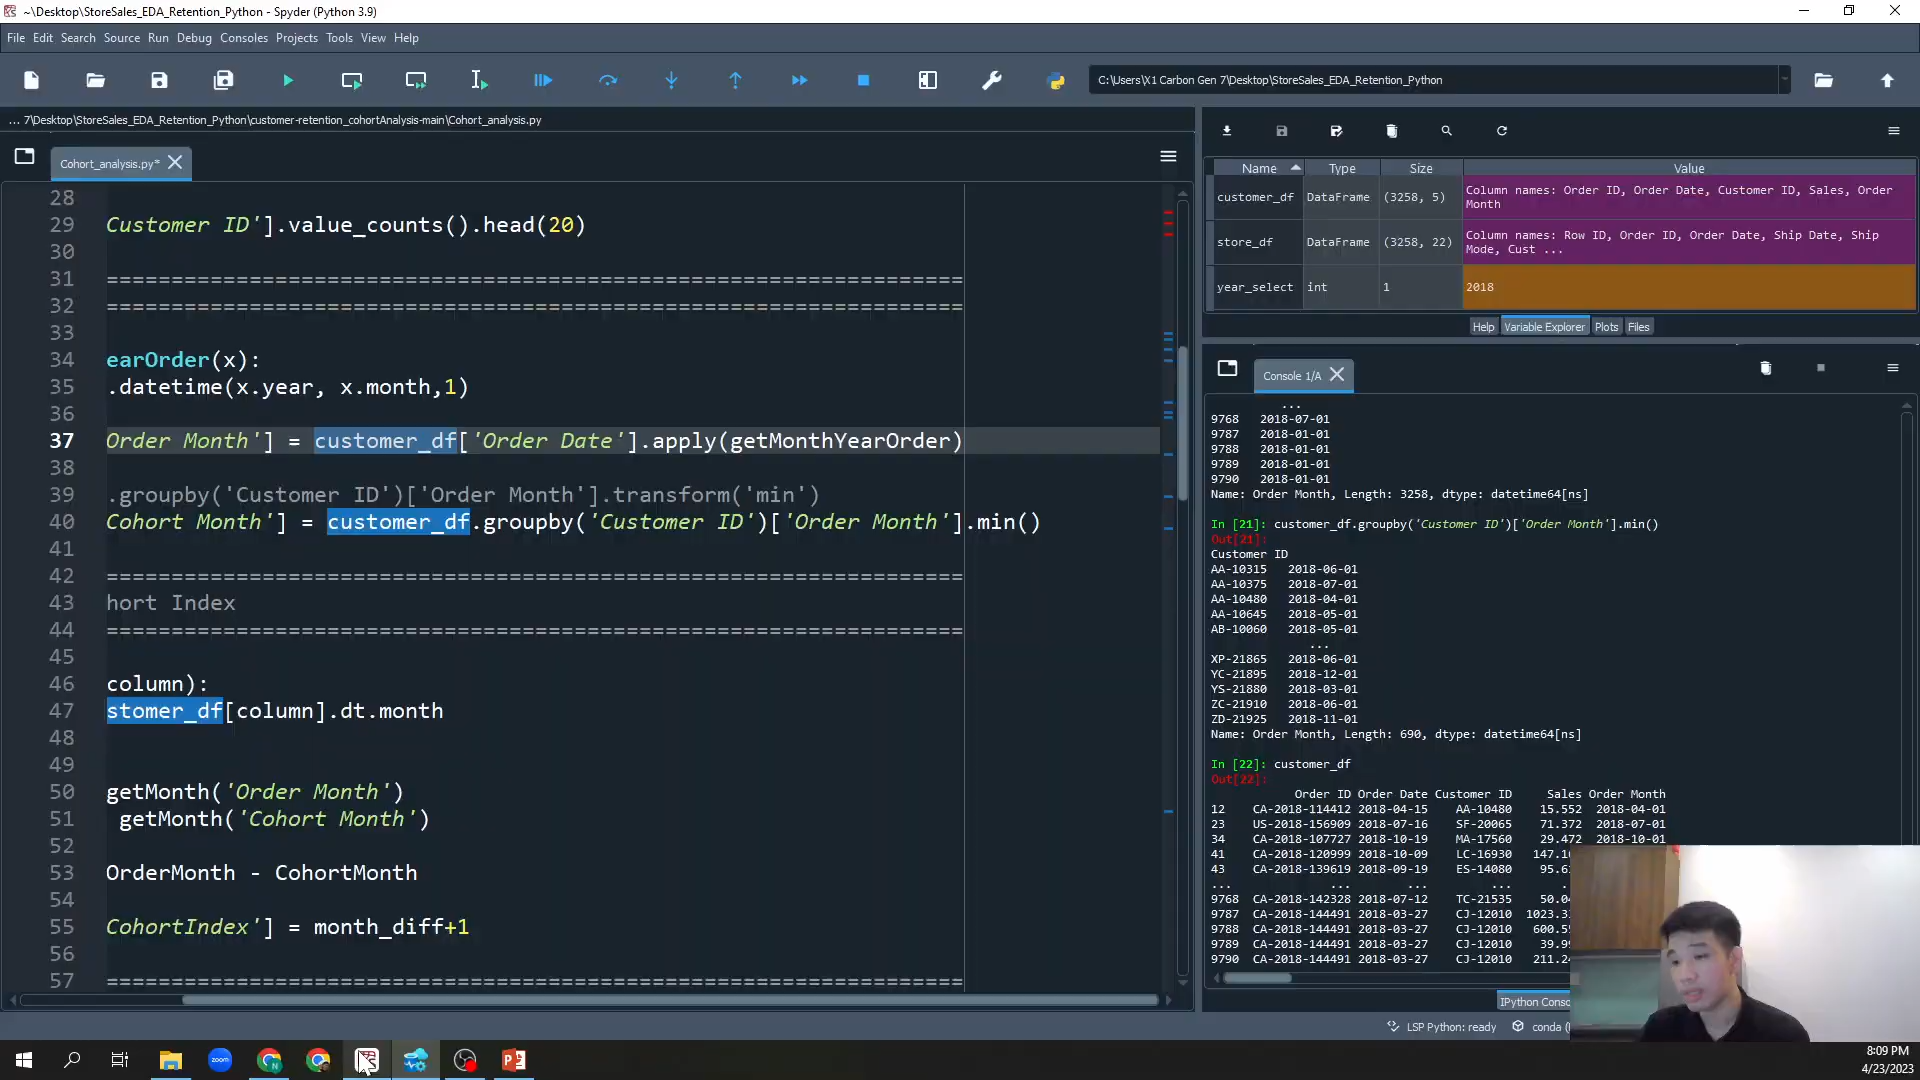 ~\Desktop\StoreSales_EDA_Retention_Python - Spyder (Python 3.9)
File Edit Search Source Run Debug Consoles Projects Tools View Help
C:\Users\X1 Carbon Gen 7\Desktop\StoreSales_EDA_Retention_Python
... 7\Desktop\StoreSales_EDA_Retention_Python\customer-retention_cohortAnalysis-main\Cohort_analysis.py
Cohort_analysis.py*
28
29 Customer ID'].value_counts().head(20)
30
31 ==================================================================
32 ==================================================================
33
34 earOrder(x):
35 .datetime(x.year, x.month,1)
36
37 Order Month'] = customer_df['Order Date'].apply(getMonthYearOrder)
38
39 .groupby('Customer ID')['Order Month'].transform('min')
40 Cohort Month'] = customer_df.groupby('Customer ID')['Order Month'].min()
41
42 ==================================================================
43 hort Index
44 ==================================================================
45
46 column):
47 stomer_df[column].dt.month
48
49
50 getMonth('Order Month')
51 getMonth('Cohort Month')
52
53 OrderMonth - CohortMonth
54
55 CohortIndex'] = month_diff+1
56
57 ==================================================================
Name Type Size Value
customer_df DataFrame (3258, 5) Column names: Order ID, Order Date, Customer ID, Sales, Order
Month
store_df DataFrame (3258, 22) Column names: Row ID, Order ID, Order Date, Ship Date, Ship
Mode, Cust ...
year_select int 1 2018
Help Variable Explorer Plots Files
Console 1/A
...
9768 2018-07-01
9787 2018-01-01
9788 2018-01-01
9789 2018-01-01
9790 2018-01-01
Name: Order Month, Length: 3258, dtype: datetime64[ns]
In [21]: customer_df.groupby('Customer ID')['Order Month'].min()
Out[21]:
Customer ID
AA-10315 2018-06-01
AA-10375 2018-07-01
AA-10480 2018-04-01
AA-10645 2018-05-01
AB-10060 2018-05-01
...
XP-21865 2018-06-01
YC-21895 2018-12-01
YS-21880 2018-03-01
ZC-21910 2018-06-01
ZD-21925 2018-11-01
Name: Order Month, Length: 690, dtype: datetime64[ns]
In [22]: customer_df
Out[22]:
Order ID Order Date Customer ID Sales Order Month
12 CA-2018-114412 2018-04-15 AA-10480 15.552 2018-04-01
23 US-2018-156909 2018-07-16 SF-20065 71.372 2018-07-01
34 CA-2018-107727 2018-10-19 MA-17560 29.472 2018-10-01
41 CA-2018-120999 2018-10-09 LC-16930 147.1
43 CA-2018-139619 2018-09-19 ES-14080 95.6
... ... ... ... .
9768 CA-2018-142328 2018-07-12 TC-21535 50.0
9787 CA-2018-144491 2018-03-27 CJ-12010 1023.3
9788 CA-2018-144491 2018-03-27 CJ-12010 600.5
9789 CA-2018-144491 2018-03-27 CJ-12010 39.9
9790 CA-2018-144491 2018-03-27 CJ-12010 211.2
IPython Conso
LSP Python: ready conda (
zoom
8:09 PM
4/23/2023